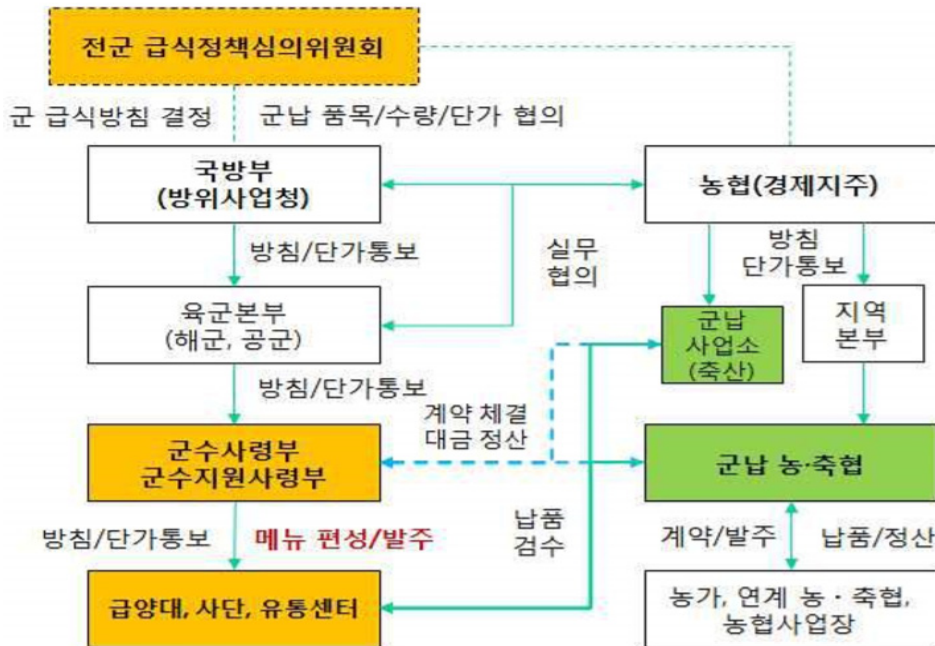 전군 급식정책심의위원회
군 급식방침 결정
군납 품목/수량/단가 협의
국방부
(방위사업청)
농협(경제지주)
방침/단가통보
실무
협의
방침
단가통보
육군본부
(해군, 공군)
군납
사업소
(축산)
지역
본부
방침/단가통보
계약 체결
대금 정산
군수사령부
군수지원사령부
군납 농·축협
방침/단가통보
메뉴 편성/발주
납품
검수
계약/발주
납품/정산
급양대, 사단, 유통센터
농가, 연계 농·축협,
농협사업장